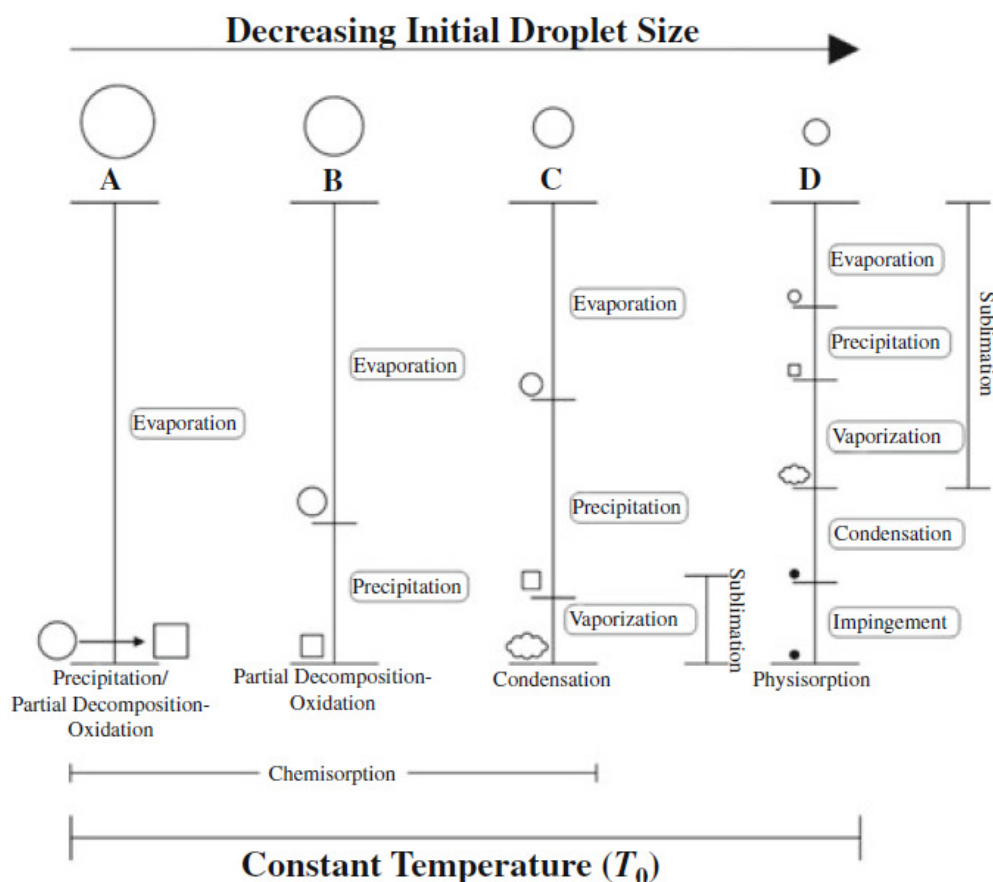 Decreasing Initial Droplet Size
A
B
C
D
Evaporation
Evaporation
Precipitation
Evaporation
Precipitation
Vaporization
Sublimation
Evaporation
Precipitation
Vaporization
Condensation
Impingement
Sublimation
Precipitation/
Partial Decomposition-
Oxidation
Partial Decomposition-
Oxidation
Condensation
Physisorption
Chemisorption
Constant Temperature (T₀)